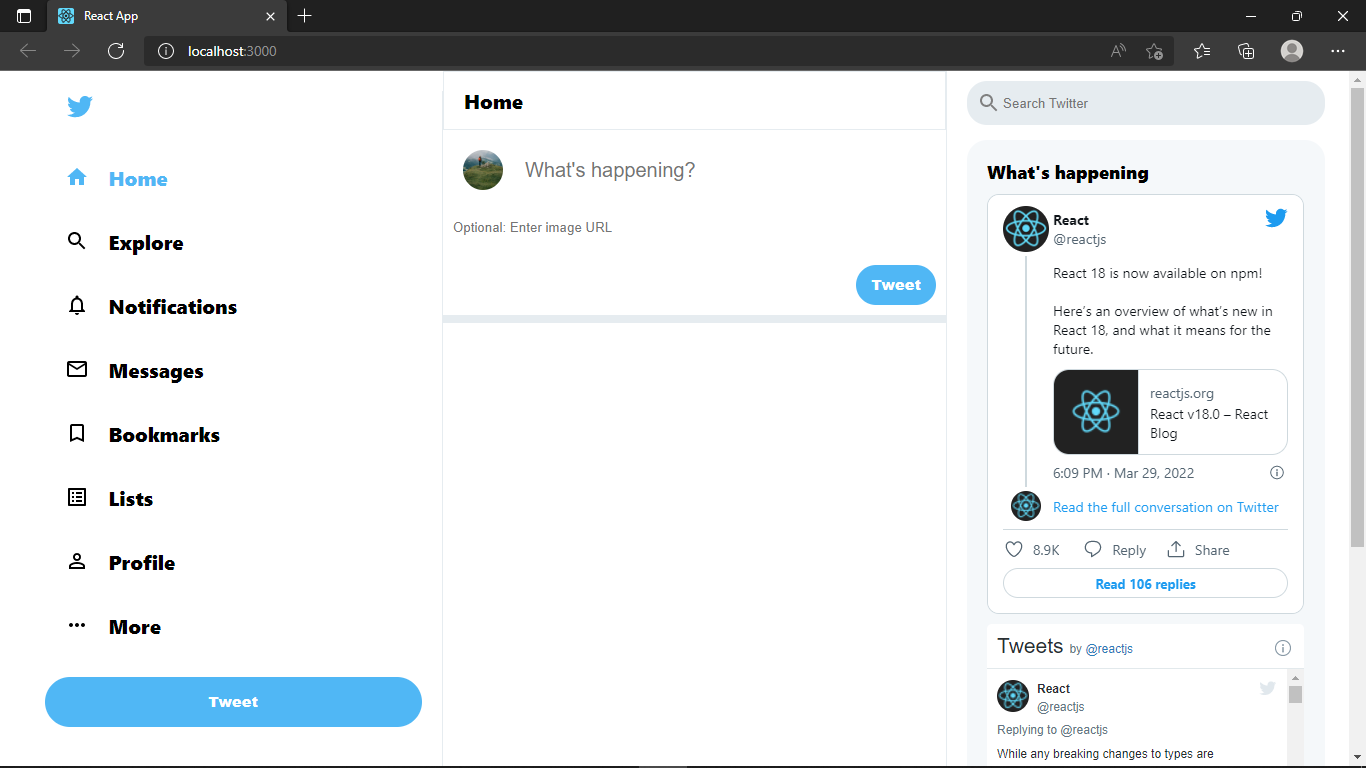 React App
localhost:3000
Home
Explore
Notifications
Messages
Bookmarks
Lists
Profile
More
Tweet
Home
What's happening?
Optional: Enter image URL
Tweet
Search Twitter
What's happening
React
@reactjs
React 18 is now available on npm!
Here's an overview of what's new in
React 18, and what it means for the
future.
reactjs.org
React v18.0 – React
Blog
6:09 PM · Mar 29, 2022
Read the full conversation on Twitter
8.9K Reply Share
Read 106 replies
Tweets by @reactjs
React
@reactjs
Replying to @reactjs
While any breaking changes to types are